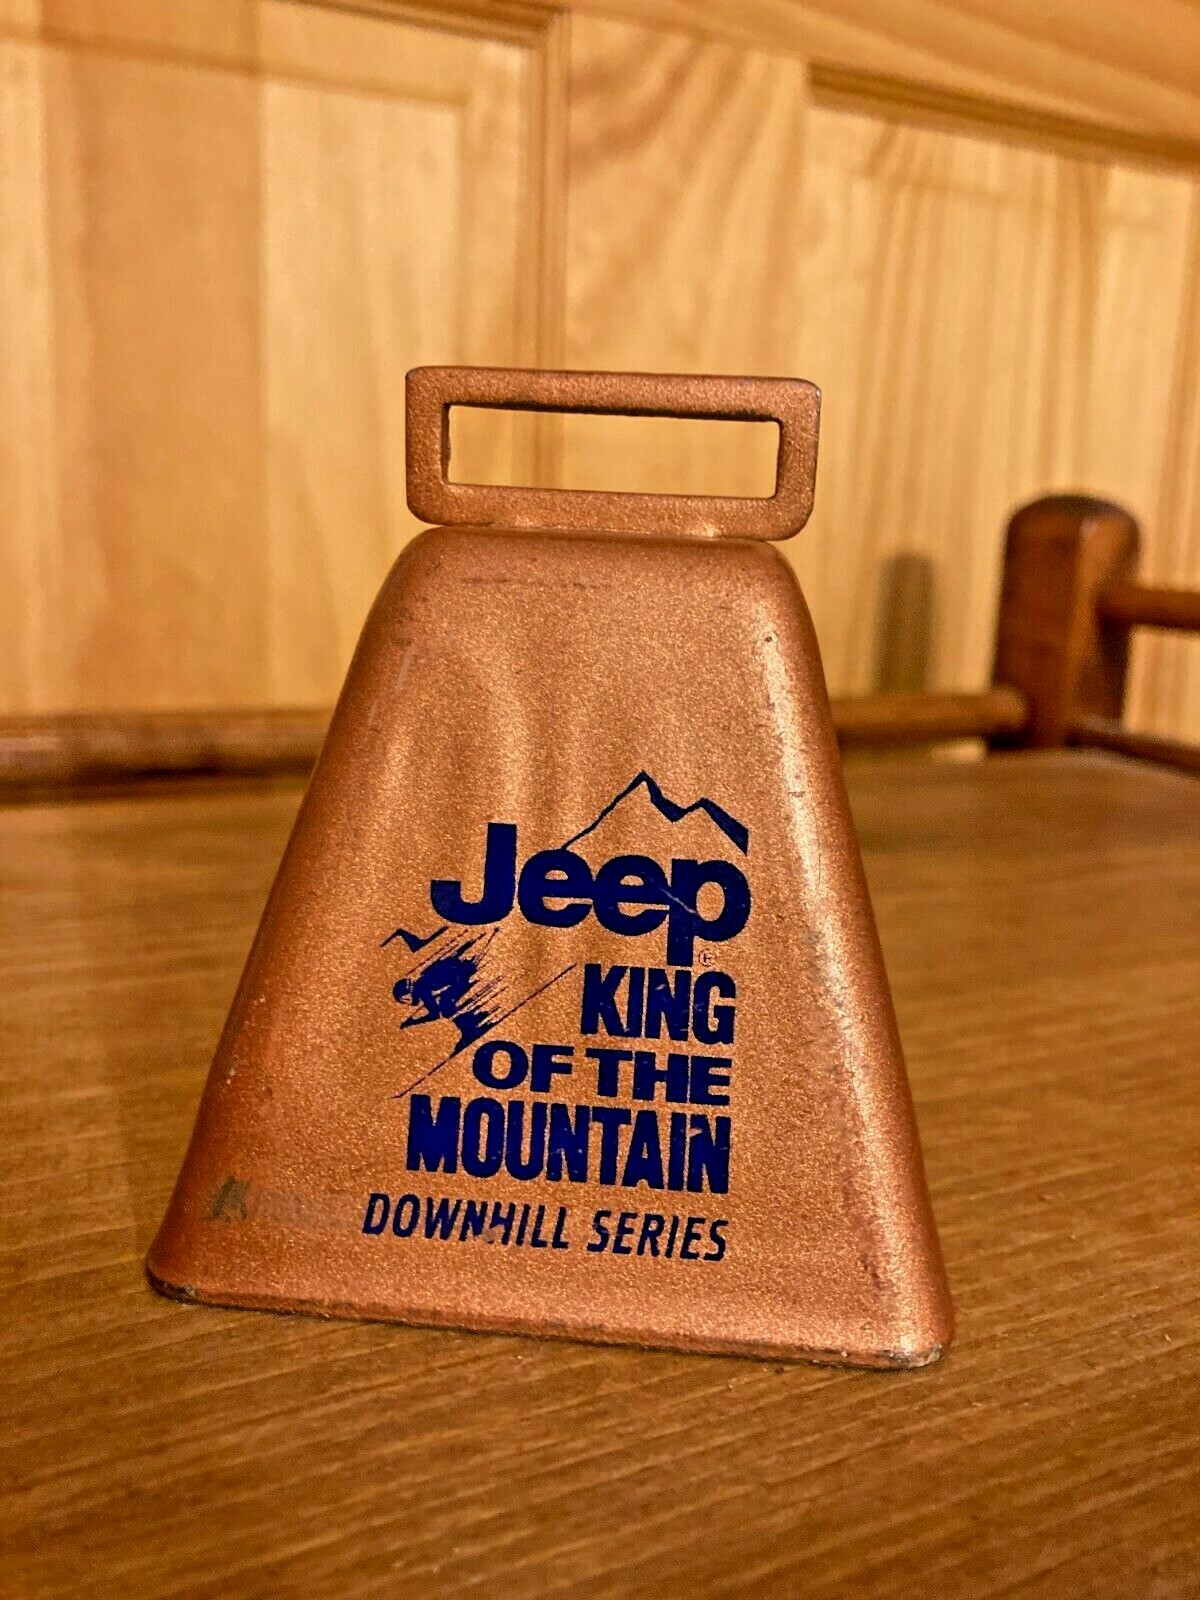 Jeep
®
KING
OF THE
MOUNTAIN
DOWNHILL SERIES